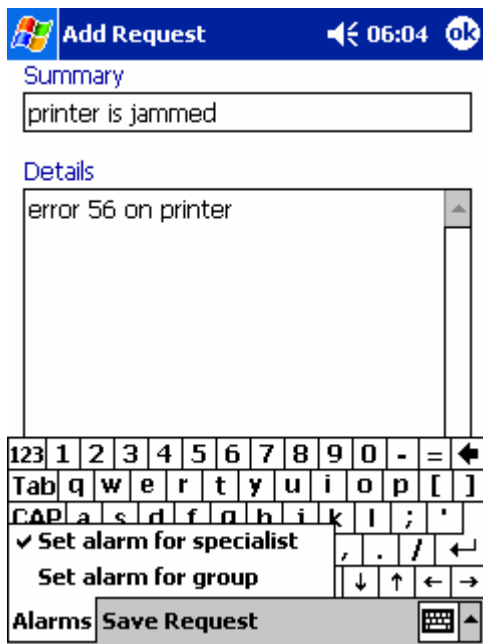 Add Request 06:04 ok
Summary
printer is jammed
Details
error 56 on printer
123 1 2 3 4 5 6 7 8 9 0 - =
Tab q w e r t y u i o p [ ]
CAP a s d f g h j k l ; '
✓ Set alarm for specialist , . /
Set alarm for group ↓ ↑ ← →
Alarms Save Request